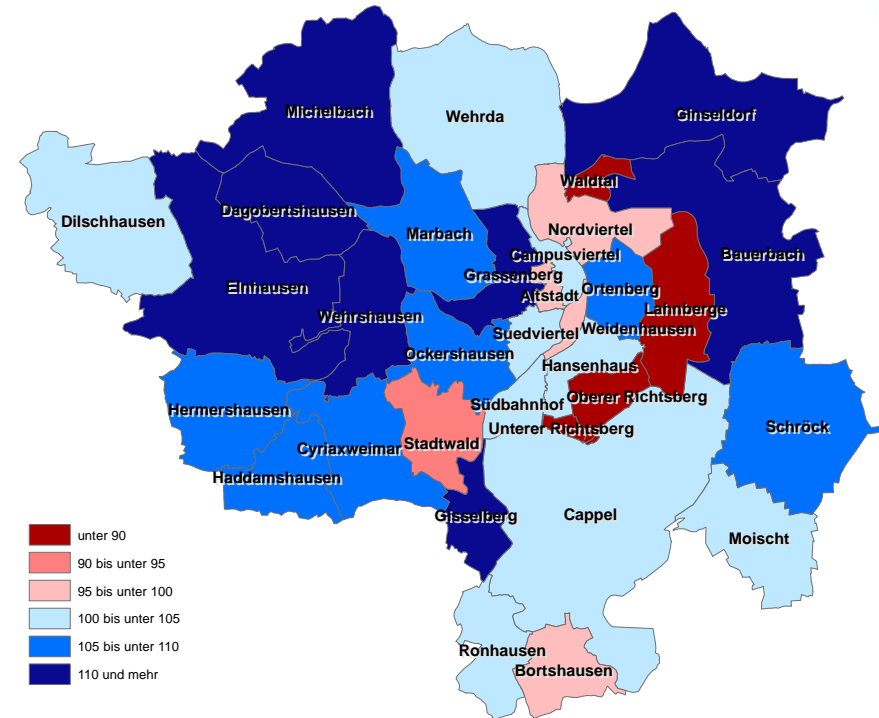 Michelbach
Wehrda
Ginseldorf
Waldtal
Dagobertshausen
Dilschhausen
Marbach
Nordviertel
Campusviertel
Bauerbach
Grassenberg
Elnhausen
Ortenberg
Altstadt
Lahnberge
Wehrshausen
Suedviertel
Weidenhausen
Ockershausen
Hansenhaus
Oberer Richtsberg
Südbahnhof
Hermershausen
Unterer Richtsberg
Schröck
Stadtwald
Cyriaxweimar
Haddamshausen
Gisselberg
Cappel
Moischt
Ronhausen
Bortshausen
unter 90
90 bis unter 95
95 bis unter 100
100 bis unter 105
105 bis unter 110
110 und mehr